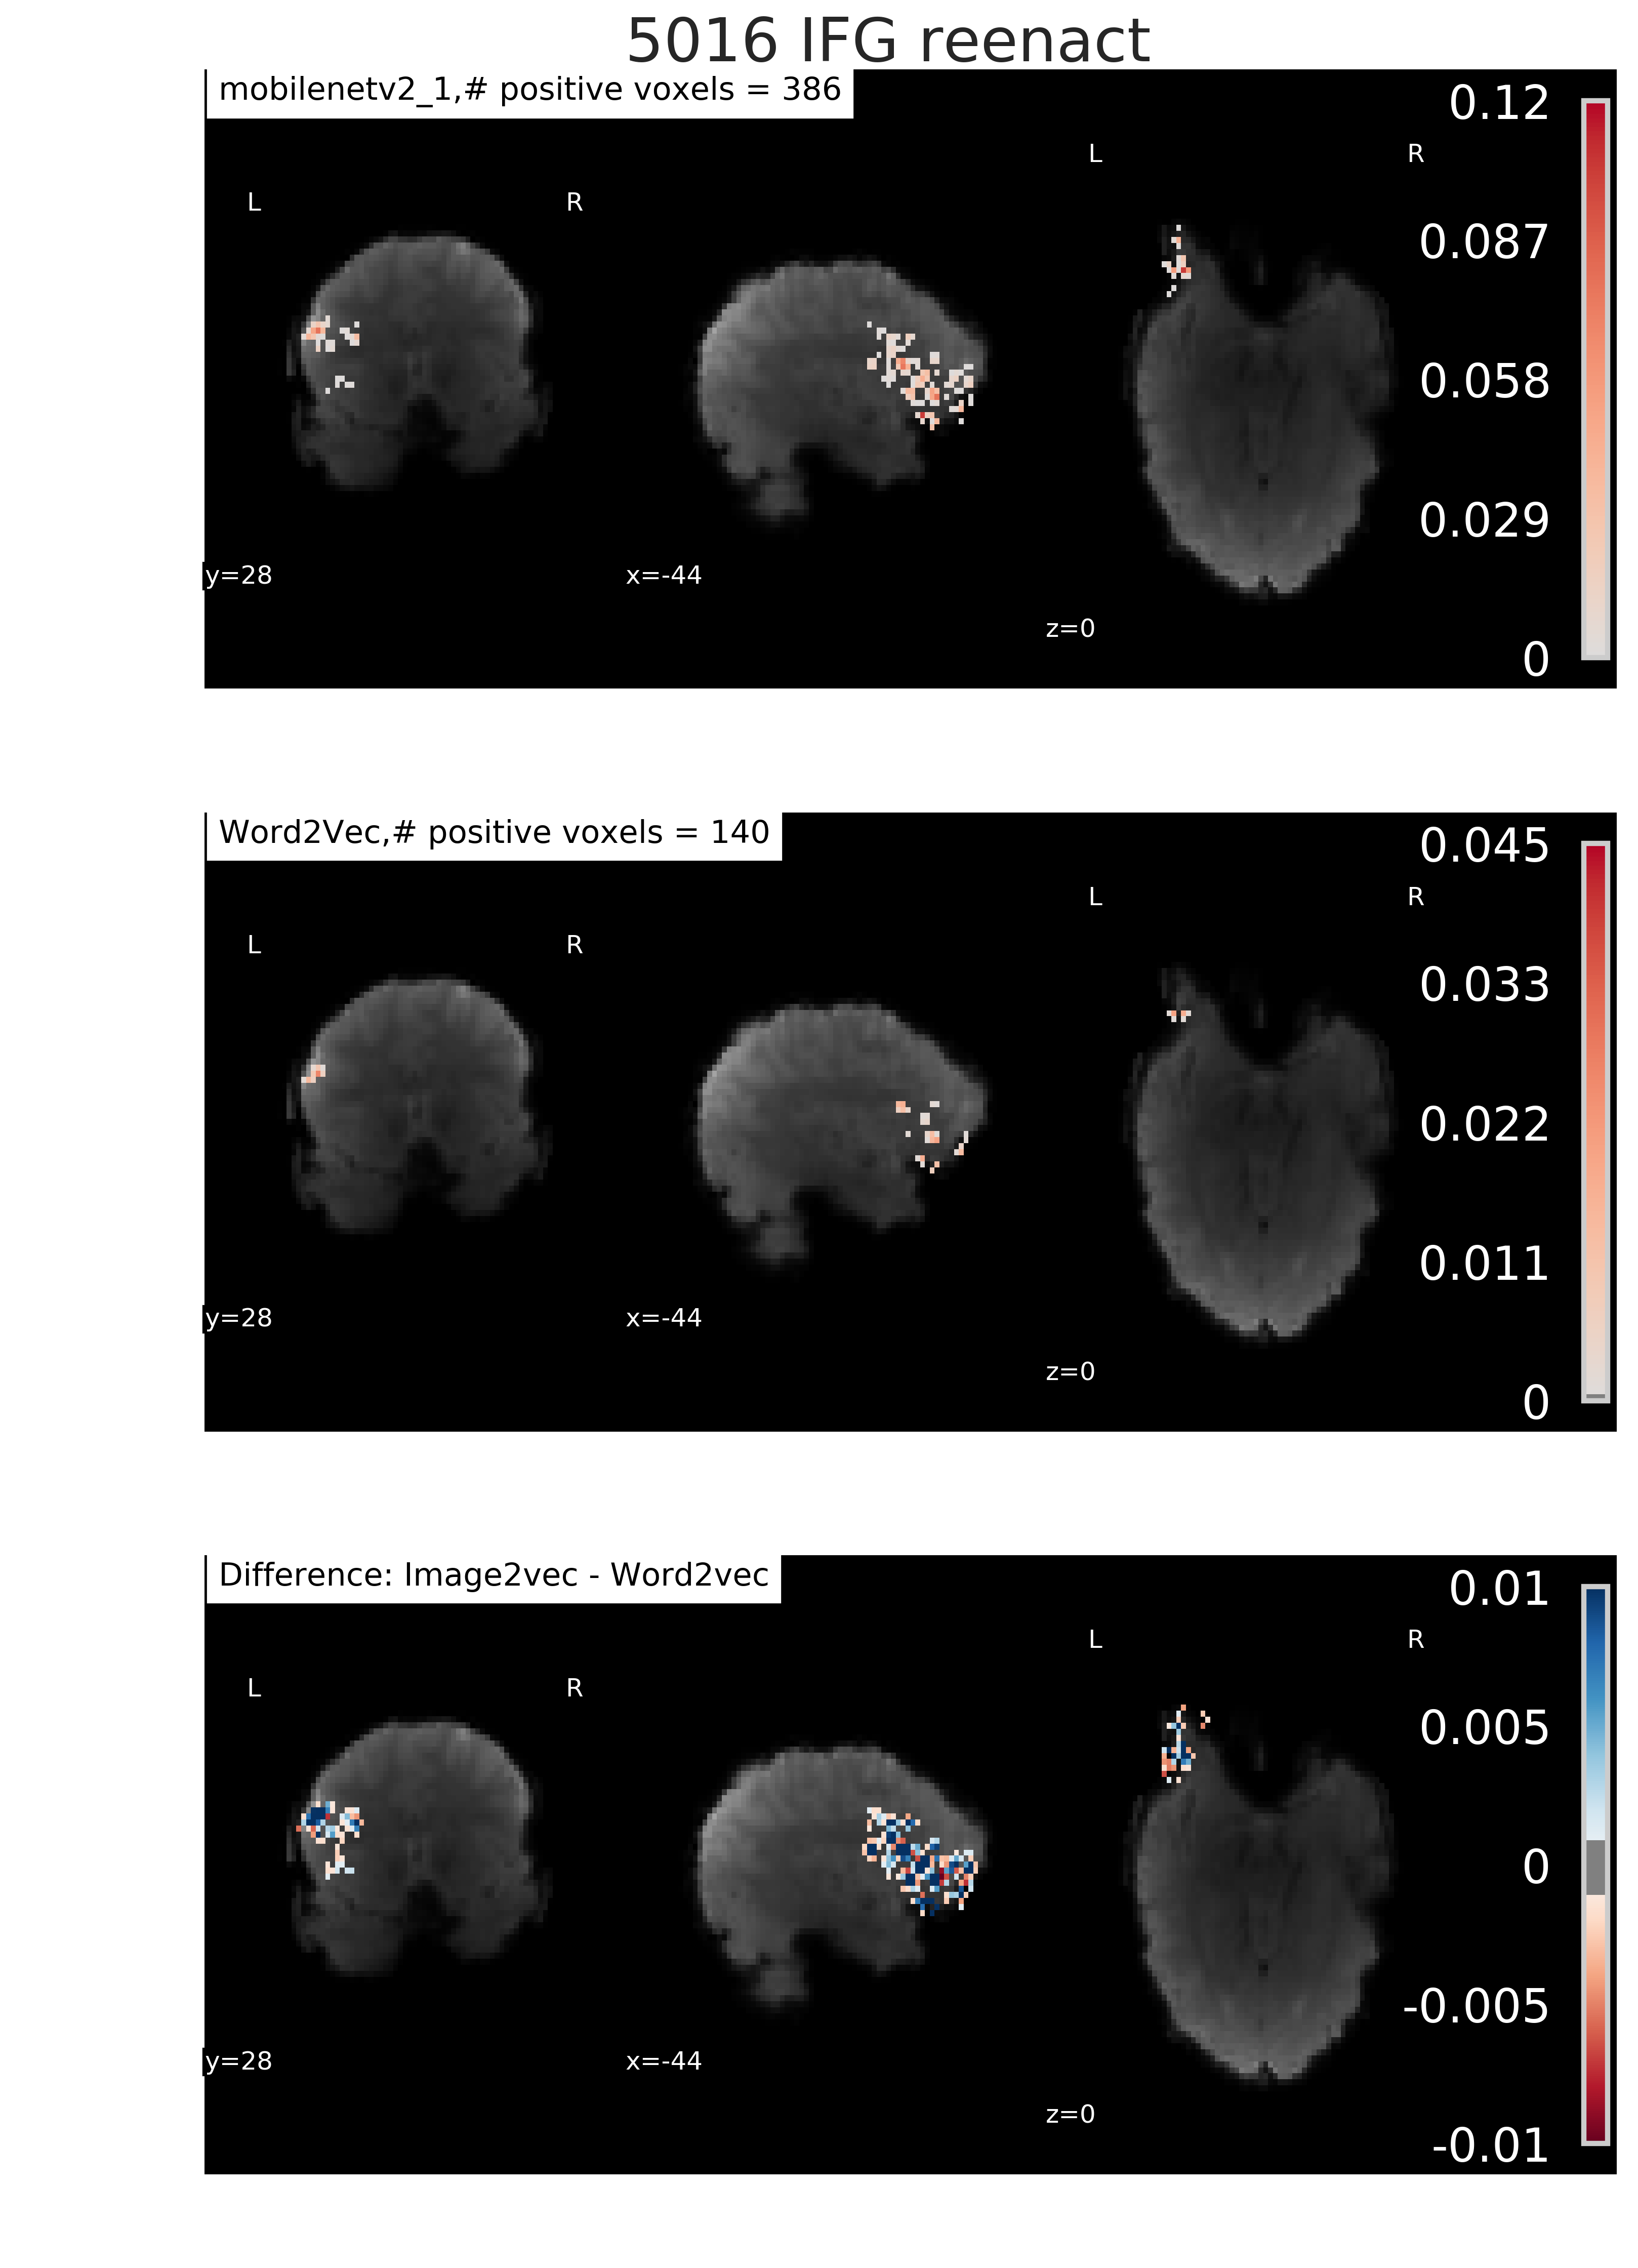 5016 IFG reenact
mobilenetv2_1,# positive voxels = 386
0.12
L R
L R
0.087
0.058
0.029
y=28 x=-44
z=0
0
Word2Vec,# positive voxels = 140
0.045
L R
L R
0.033
0.022
0.011
y=28 x=-44
z=0
0
Difference: Image2vec - Word2vec
0.01
L R
L R
0.005
0
-0.005
y=28 x=-44
z=0
-0.01